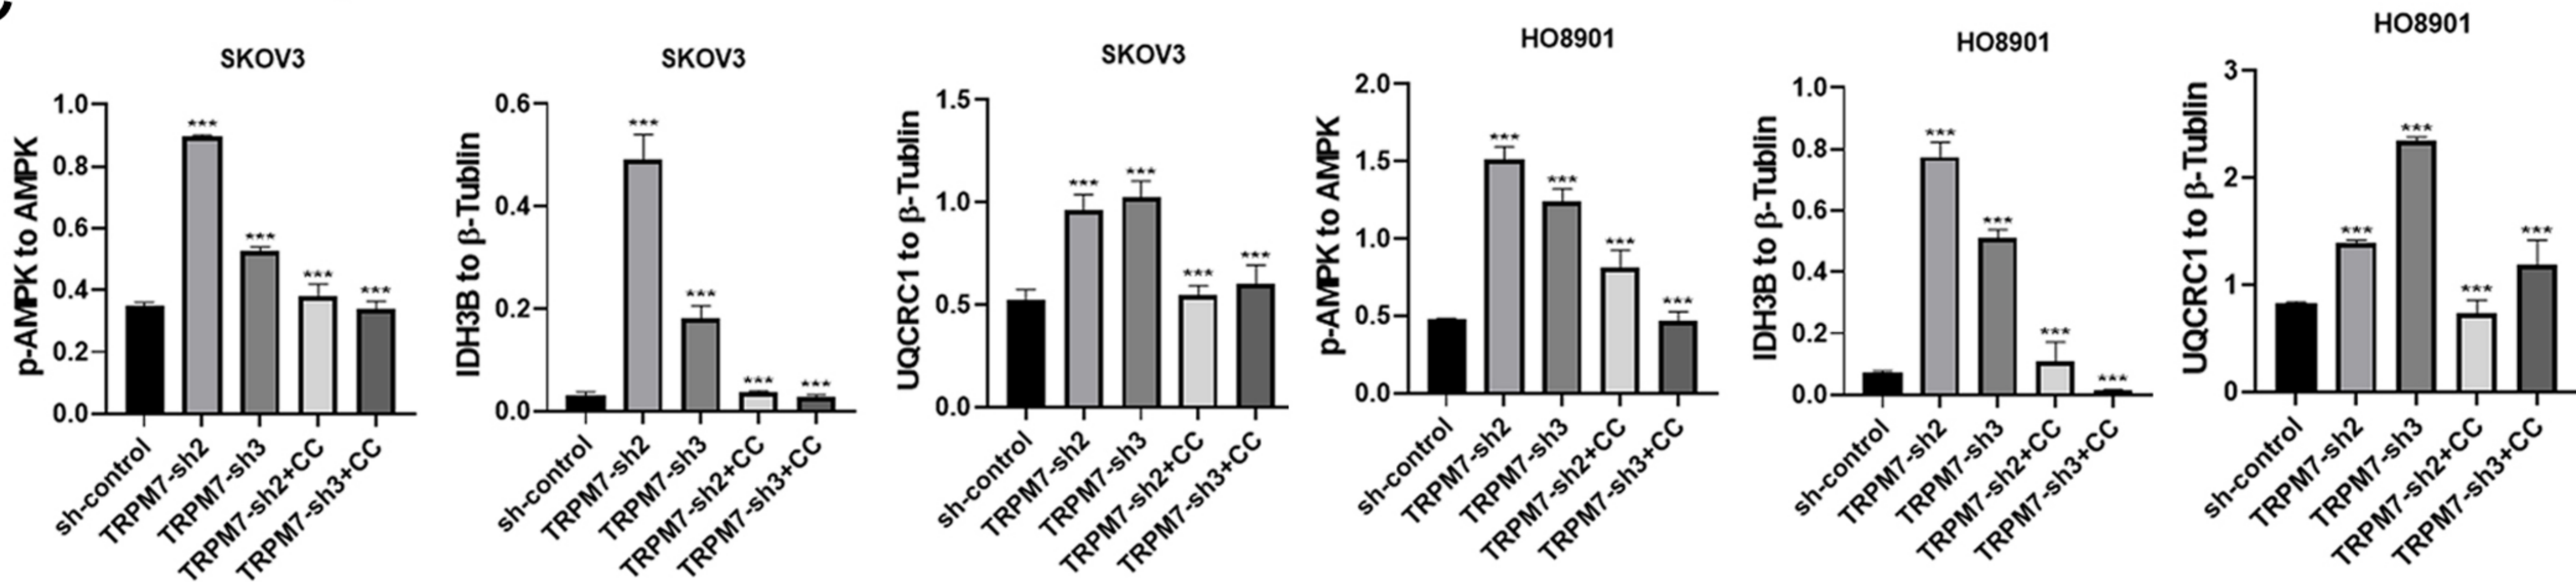 SKOV3
p-AMPK to AMPK
1.0
0.8
0.6
0.4
0.2
0.0
***
***
***
***
sh-control
TRPM7-sh2
TRPM7-sh3
TRPM7-sh2+CC
TRPM7-sh3+CC
SKOV3
IDH3B to β-Tublin
0.6
0.4
0.2
0.0
***
***
***
***
sh-control
TRPM7-sh2
TRPM7-sh3
TRPM7-sh2+CC
TRPM7-sh3+CC
SKOV3
UQCRC1 to β-Tublin
1.5
1.0
0.5
0.0
***
***
***
***
sh-control
TRPM7-sh2
TRPM7-sh3
TRPM7-sh2+CC
TRPM7-sh3+CC
HO8901
p-AMPK to AMPK
2.0
1.5
1.0
0.5
0.0
***
***
***
***
sh-control
TRPM7-sh2
TRPM7-sh3
TRPM7-sh2+CC
TRPM7-sh3+CC
HO8901
IDH3B to β-Tublin
1.0
0.8
0.6
0.4
0.2
0.0
***
***
***
***
sh-control
TRPM7-sh2
TRPM7-sh3
TRPM7-sh2+CC
TRPM7-sh3+CC
HO8901
UQCRC1 to β-Tublin
3
2
1
0
***
***
***
***
sh-control
TRPM7-sh2
TRPM7-sh3
TRPM7-sh2+CC
TRPM7-sh3+CC